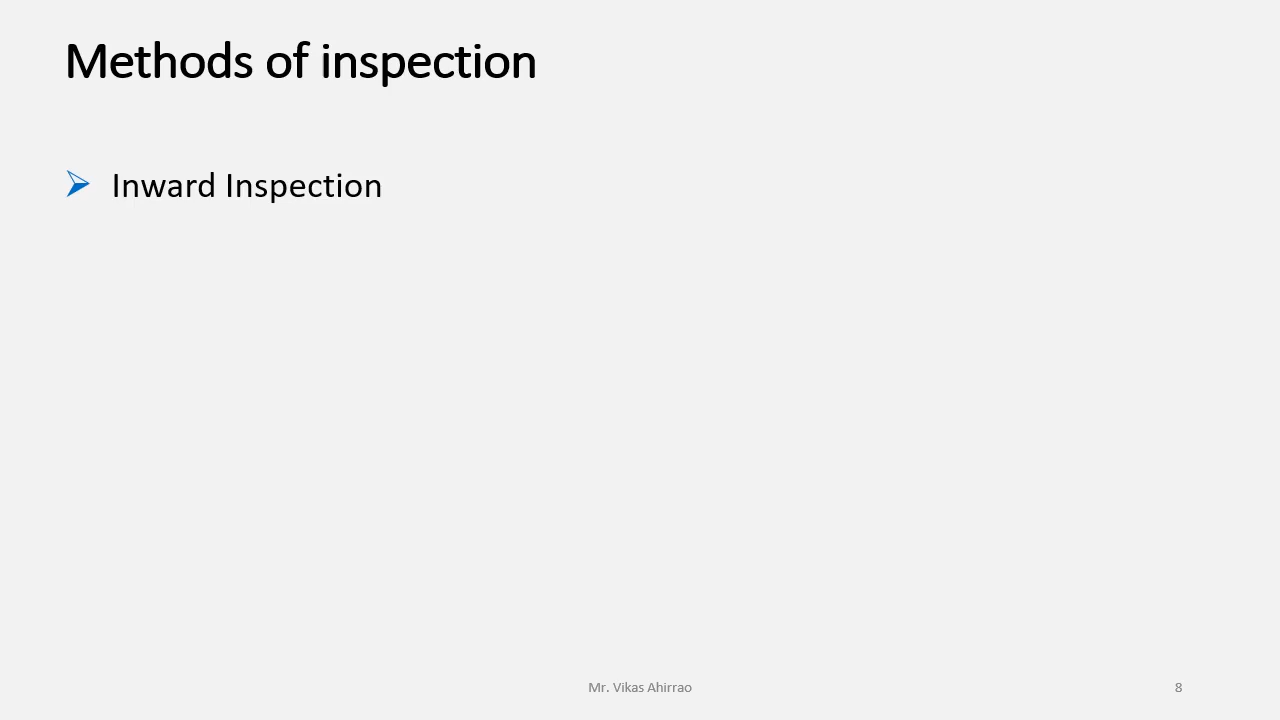 Methods of inspection
Inward Inspection
Mr. Vikas Ahirrao
8